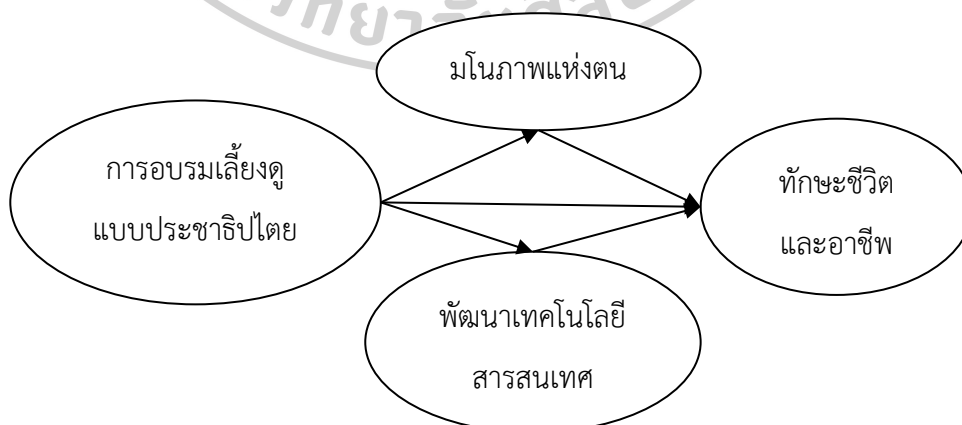 มโนภาพแห่งตน
การอบรมเลี้ยงดู
แบบประชาธิปไตย
ทักษะชีวิต
และอาชีพ
พัฒนาเทคโนโลยี
สารสนเทศ